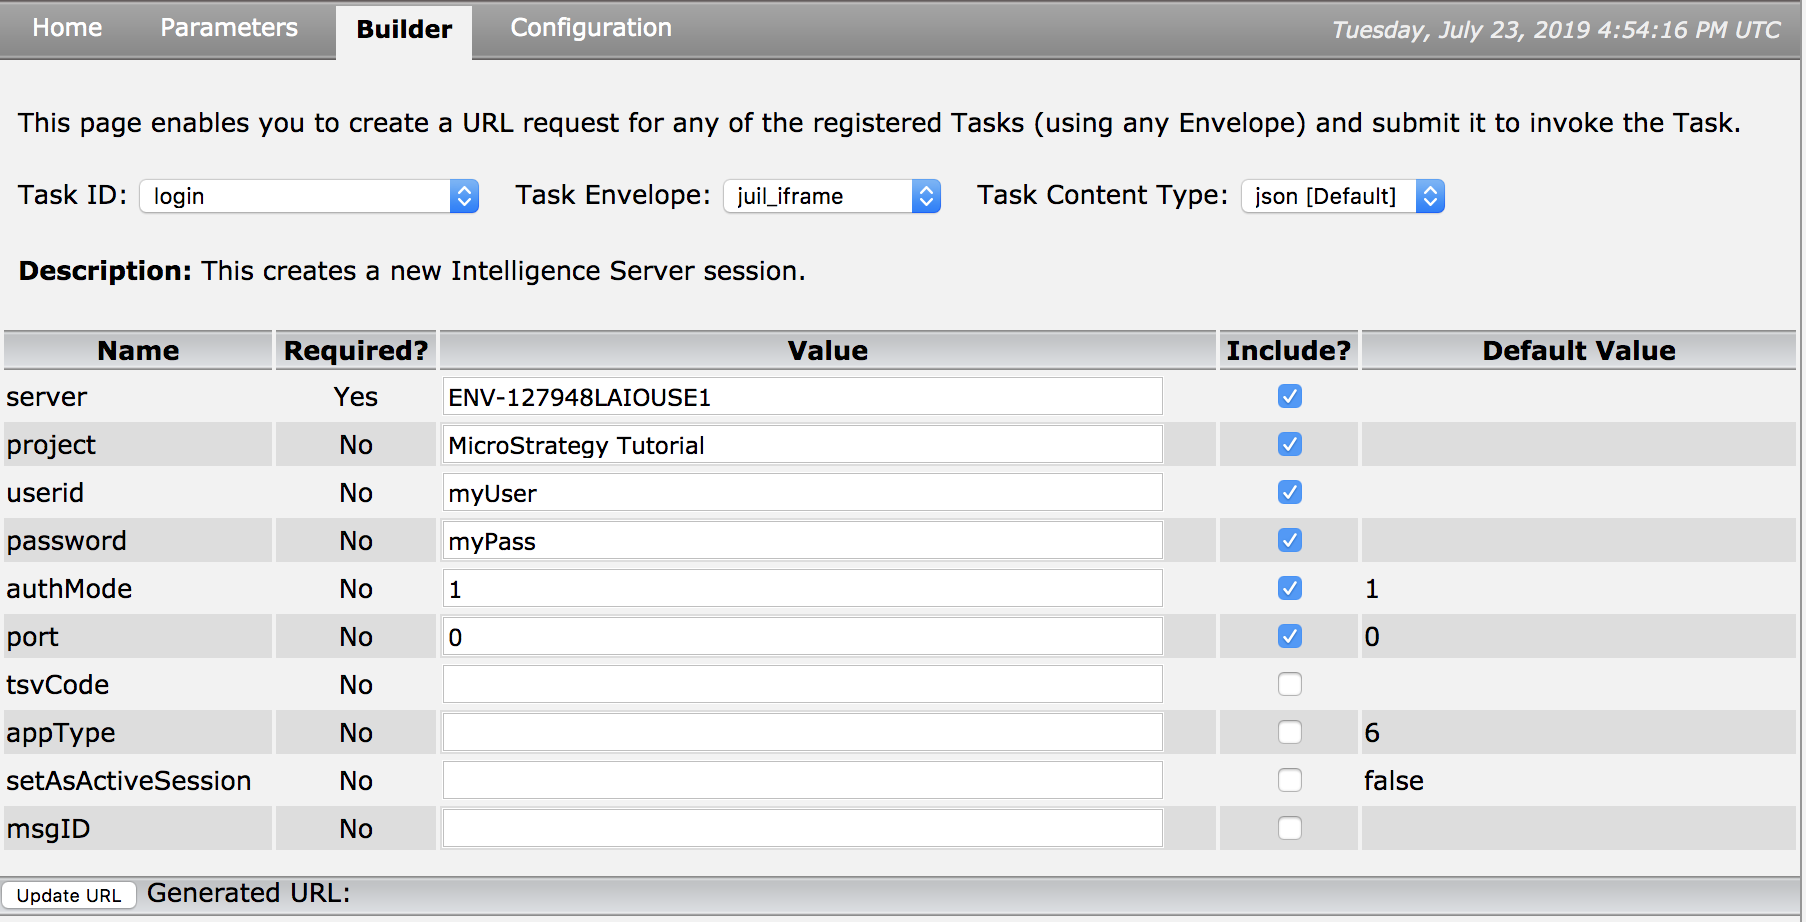 Home Parameters Builder Configuration Tuesday, July 23, 2019 4:54:16 PM UTC
This page enables you to create a URL request for any of the registered Tasks (using any Envelope) and submit it to invoke the Task.
Task ID: login Task Envelope: juil_iframe Task Content Type: json [Default]
Description: This creates a new Intelligence Server session.
Name Required? Value Include? Default Value
server Yes ENV-127948LAIOUSE1
project No MicroStrategy Tutorial
userid No myUser
password No myPass
authMode No 1 1
port No 0 0
tsvCode No
appType No 6
setAsActiveSession No false
msgID No
Update URL Generated URL: